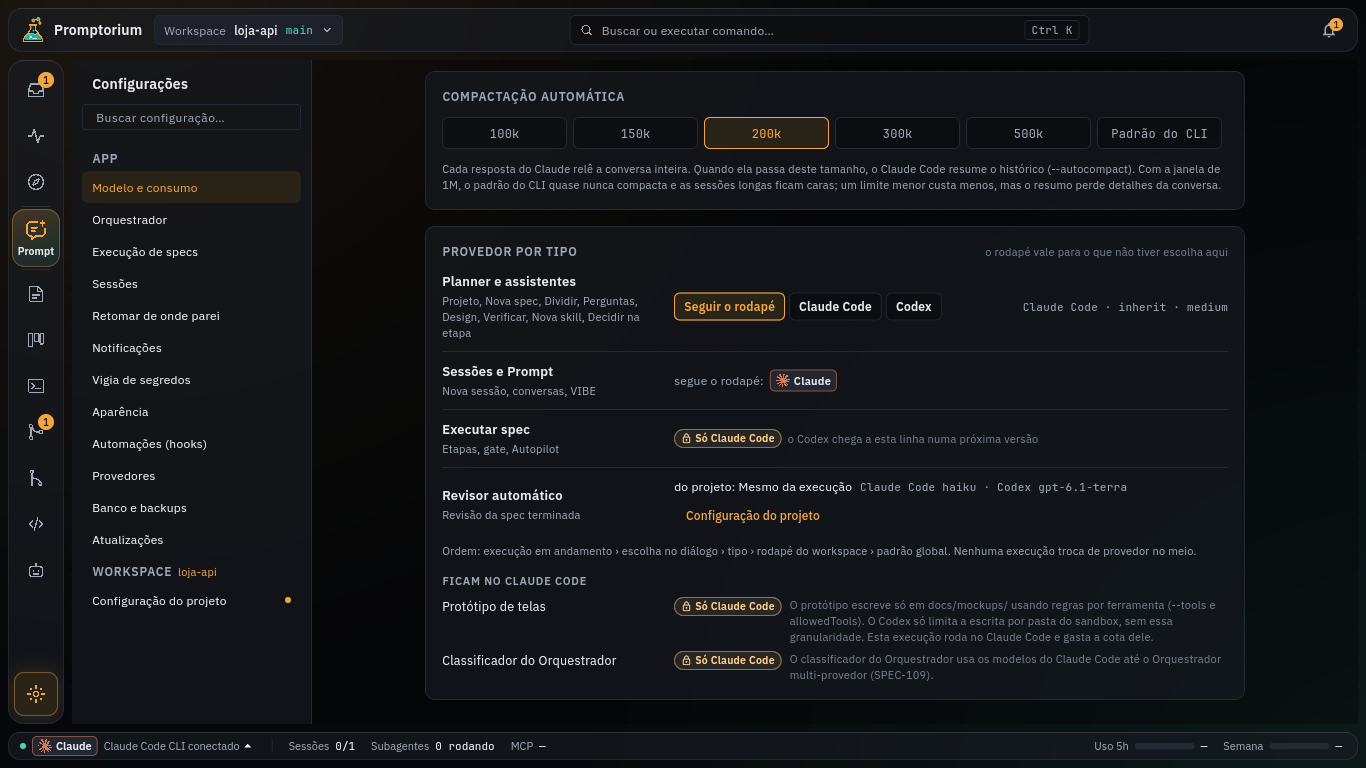 Promptorium
Workspace loja-api main
Buscar ou executar comando...
Ctrl K
1
1
Prompt
1
Configurações
Buscar configuração...
APP
Modelo e consumo
Orquestrador
Execução de specs
Sessões
Retomar de onde parei
Notificações
Vigia de segredos
Aparência
Automações (hooks)
Provedores
Banco e backups
Atualizações
WORKSPACE loja-api
Configuração do projeto
COMPACTAÇÃO AUTOMÁTICA
100k
150k
200k
300k
500k
Padrão do CLI
Cada resposta do Claude relê a conversa inteira. Quando ela passa deste tamanho, o Claude Code resume o histórico (--autocompact). Com a janela de
1M, o padrão do CLI quase nunca compacta e as sessões longas ficam caras; um limite menor custa menos, mas o resumo perde detalhes da conversa.
PROVEDOR POR TIPO
o rodapé vale para o que não tiver escolha aqui
Planner e assistentes
Projeto, Nova spec, Dividir, Perguntas,
Design, Verificar, Nova skill, Decidir na
etapa
Seguir o rodapé
Claude Code
Codex
Claude Code · inherit · medium
Sessões e Prompt
Nova sessão, conversas, VIBE
segue o rodapé: Claude
Executar spec
Etapas, gate, Autopilot
Só Claude Code o Codex chega a esta linha numa próxima versão
Revisor automático
Revisão da spec terminada
do projeto: Mesmo da execução Claude Code haiku · Codex gpt-6.1-terra
Configuração do projeto
Ordem: execução em andamento › escolha no diálogo › tipo › rodapé do workspace › padrão global. Nenhuma execução troca de provedor no meio.
FICAM NO CLAUDE CODE
Protótipo de telas
Só Claude Code
O protótipo escreve só em docs/mockups/ usando regras por ferramenta (--tools e
allowedTools). O Codex só limita a escrita por pasta do sandbox, sem essa
granularidade. Esta execução roda no Claude Code e gasta a cota dele.
Classificador do Orquestrador
Só Claude Code
O classificador do Orquestrador usa os modelos do Claude Code até o Orquestrador
multi-provedor (SPEC-109).
Claude Claude Code CLI conectado
Sessões 0/1
Subagentes 0 rodando
MCP —
Uso 5h —
Semana —